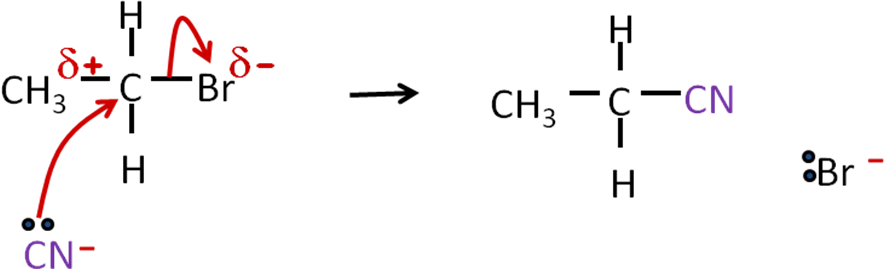 H H
δ+ δ-
CH₃ C Br CH₃ C CN
H H :Br -
CN-